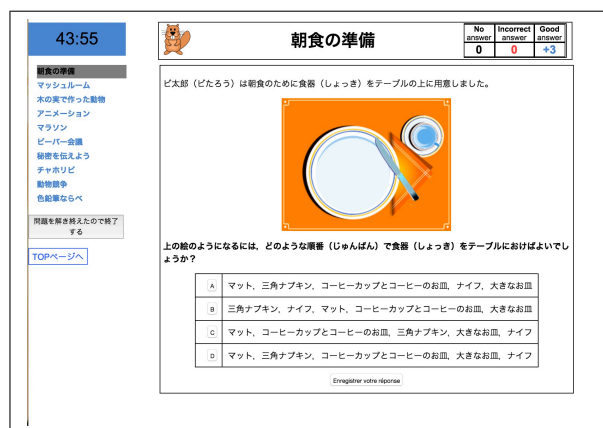 43:55
朝食の準備
No answer
Incorrect answer
Good answer
0
0
+3
朝食の準備
マッシュルーム
木の実で作った動物
アニメーション
マラソン
ビーバー会議
秘密を伝えよう
チャホリピ
動物競争
色鉛筆ならべ
問題を解き終えたので終了
する
TOPページへ
ビ太郎（ビたろう）は朝食のために食器（しょっき）をテーブルの上に用意しました。
上の絵のようになるには，どのような順番（じゅんばん）で食器（しょっき）をテーブルにおけばよいでし
ょうか？
A マット，三角ナプキン，コーヒーカップとコーヒーのお皿，ナイフ，大きなお皿
B 三角ナプキン，ナイフ，マット，コーヒーカップとコーヒーのお皿，大きなお皿
C マット，コーヒーカップとコーヒーのお皿，三角ナプキン，大きなお皿，ナイフ
D マット，三角ナプキン，コーヒーカップとコーヒーのお皿，大きなお皿，ナイフ
Enregistrer votre réponse